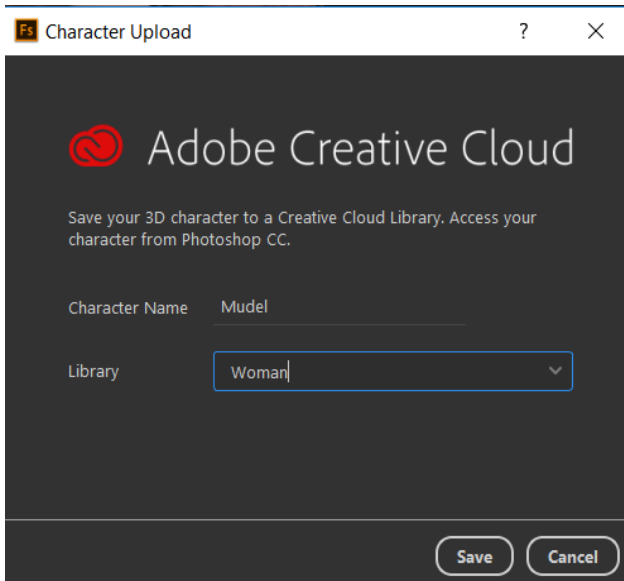 Fs Character Upload ? ×
Adobe Creative Cloud
Save your 3D character to a Creative Cloud Library. Access your
character from Photoshop CC.
Character Name Mudel
Library Woman
Save Cancel